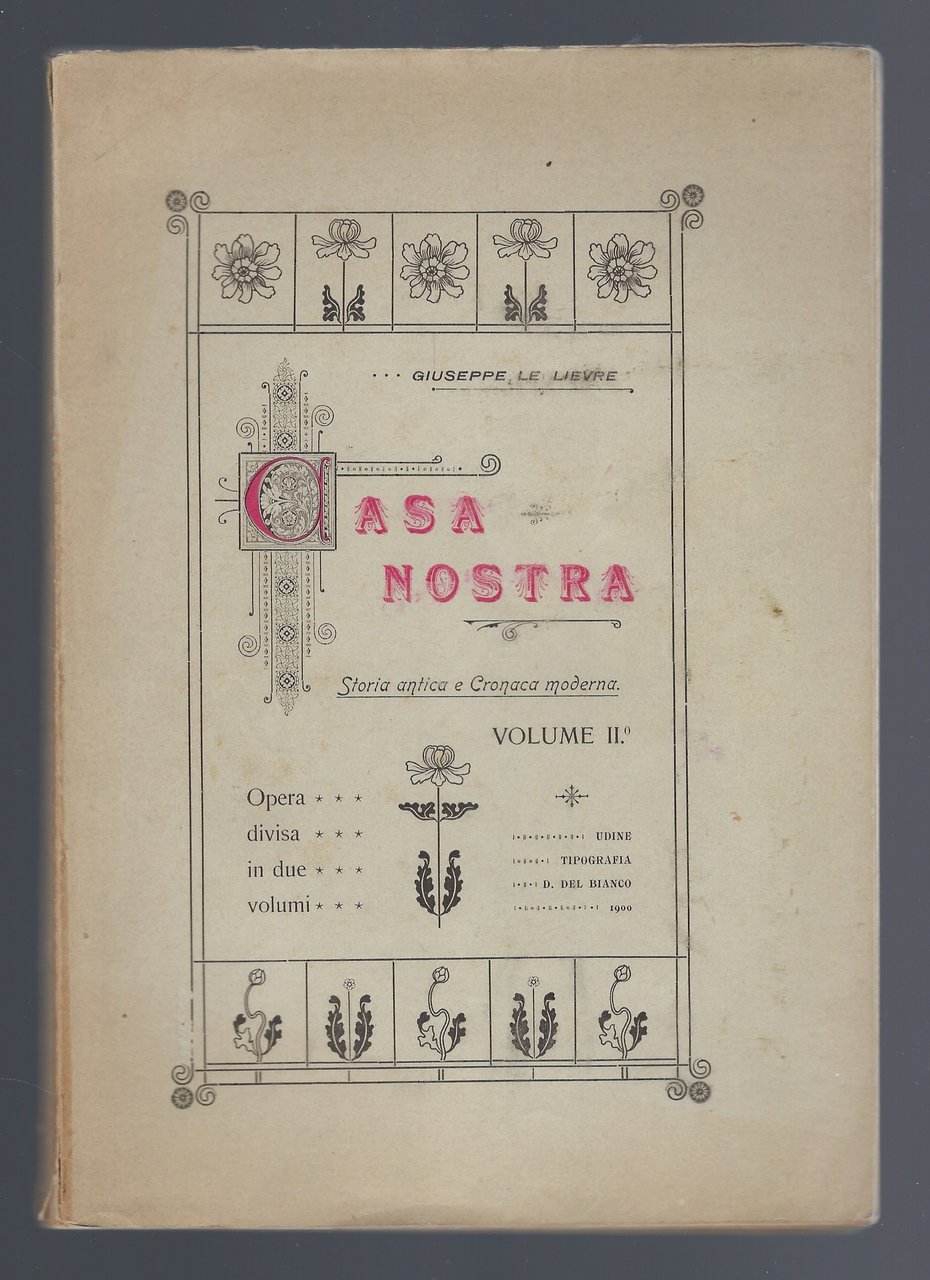 GIUSEPPE LE LIEVRE
CASA
NOSTRA
Storia antica e Cronaca moderna.
VOLUME II.º
Opera
divisa
in due
volumi
UDINE
TIPOGRAFIA
D. DEL BIANCO
1900